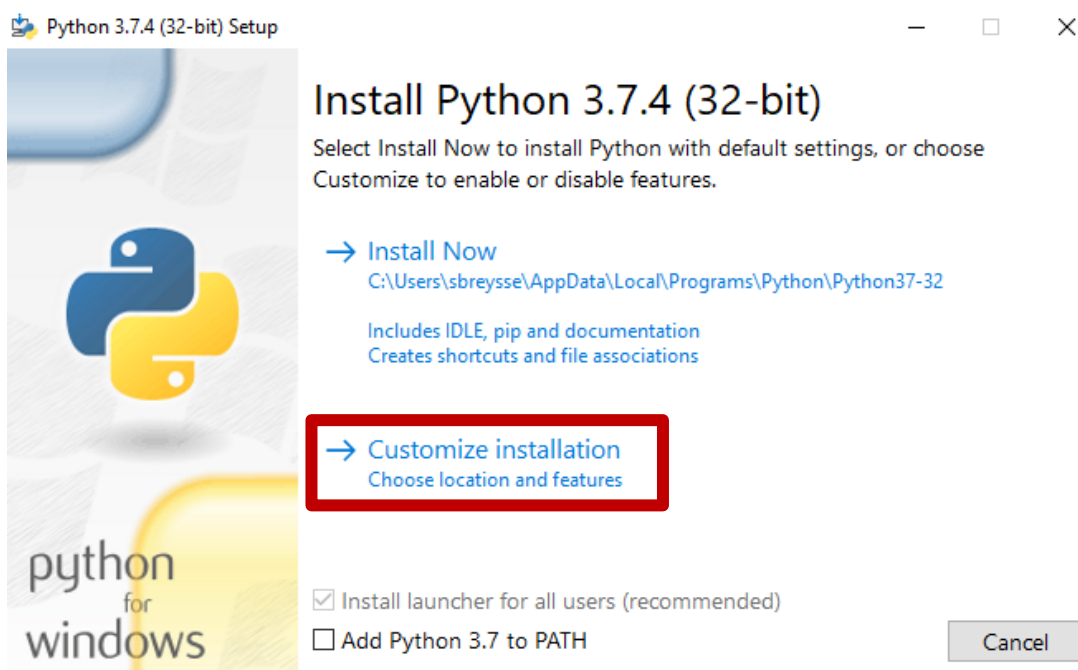 Python 3.7.4 (32-bit) Setup
Install Python 3.7.4 (32-bit)
Select Install Now to install Python with default settings, or choose
Customize to enable or disable features.
Install Now
C:\Users\sbreysse\AppData\Local\Programs\Python\Python37-32
Includes IDLE, pip and documentation
Creates shortcuts and file associations
Customize installation
Choose location and features
python
for
windows
Install launcher for all users (recommended)
Add Python 3.7 to PATH
Cancel